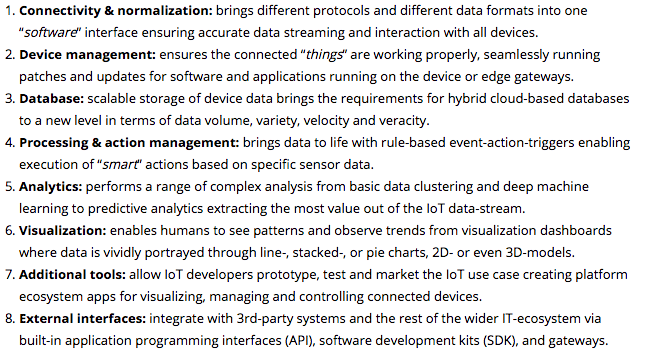 1. Connectivity & normalization: brings different protocols and different data formats into one
"software" interface ensuring accurate data streaming and interaction with all devices.
2. Device management: ensures the connected "things" are working properly, seamlessly running
patches and updates for software and applications running on the device or edge gateways.
3. Database: scalable storage of device data brings the requirements for hybrid cloud-based databases
to a new level in terms of data volume, variety, velocity and veracity.
4. Processing & action management: brings data to life with rule-based event-action-triggers enabling
execution of "smart" actions based on specific sensor data.
5. Analytics: performs a range of complex analysis from basic data clustering and deep machine
learning to predictive analytics extracting the most value out of the IoT data-stream.
6. Visualization: enables humans to see patterns and observe trends from visualization dashboards
where data is vividly portrayed through line-, stacked-, or pie charts, 2D- or even 3D-models.
7. Additional tools: allow IoT developers prototype, test and market the IoT use case creating platform
ecosystem apps for visualizing, managing and controlling connected devices.
8. External interfaces: integrate with 3rd-party systems and the rest of the wider IT-ecosystem via
built-in application programming interfaces (API), software development kits (SDK), and gateways.